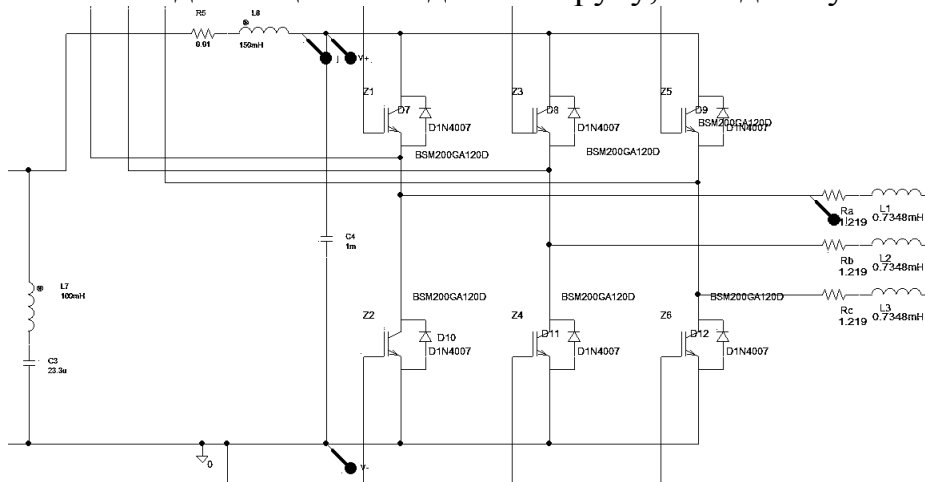 R5
L6
0.01
150mH
I
V+
Z1
Z3
Z5
D7
D8
D9
D1N4007
D1N4007
BSM200GA120D
D1N4007
BSM200GA120D
BSM200GA120D
Ra
1.219
L1
0.7348mH
C4
1m
Rb
1.219
L2
0.7348mH
L7
100mH
BSM200GA120D
BSM200GA120D
BSM200GA120D
Rc
1.219
L3
0.7348mH
Z2
Z4
Z6
D10
D11
D12
D1N4007
D1N4007
D1N4007
C3
23.3u
0
V-